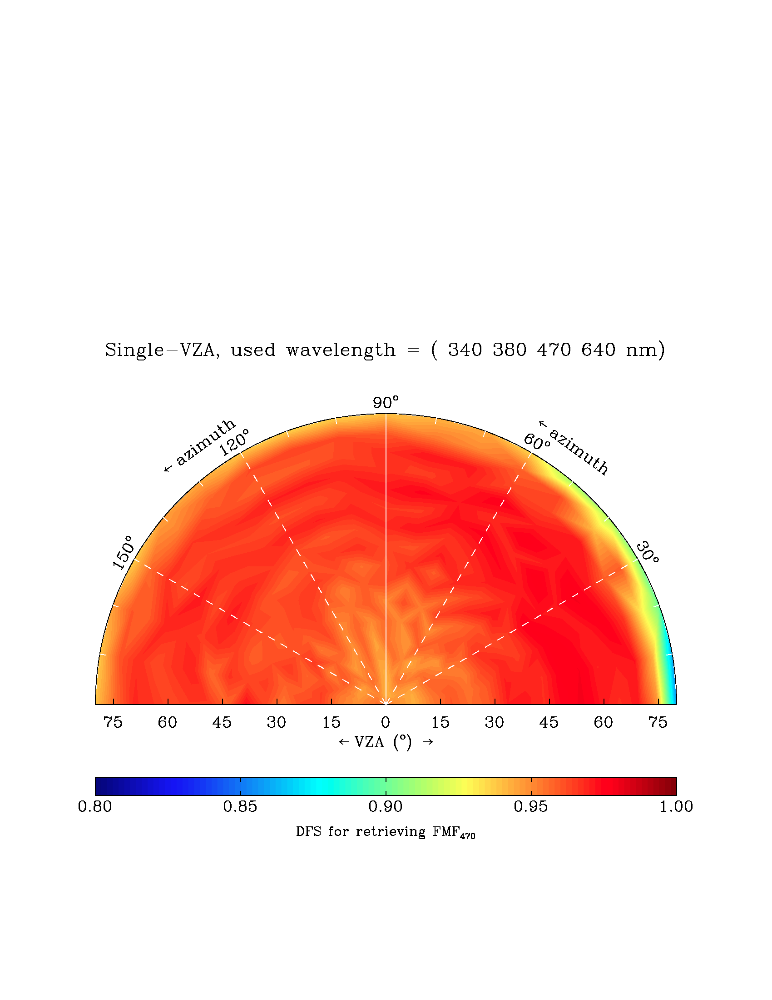 Single-VZA, used wavelength = ( 340 380 470 640 nm)
90°
← azimuth
120°
60°
← azimuth
150°
30°
75 60 45 30 15 0 15 30 45 60 75
← VZA (°) →
0.80 0.85 0.90 0.95 1.00
DFS for retrieving FMF₄₇₀